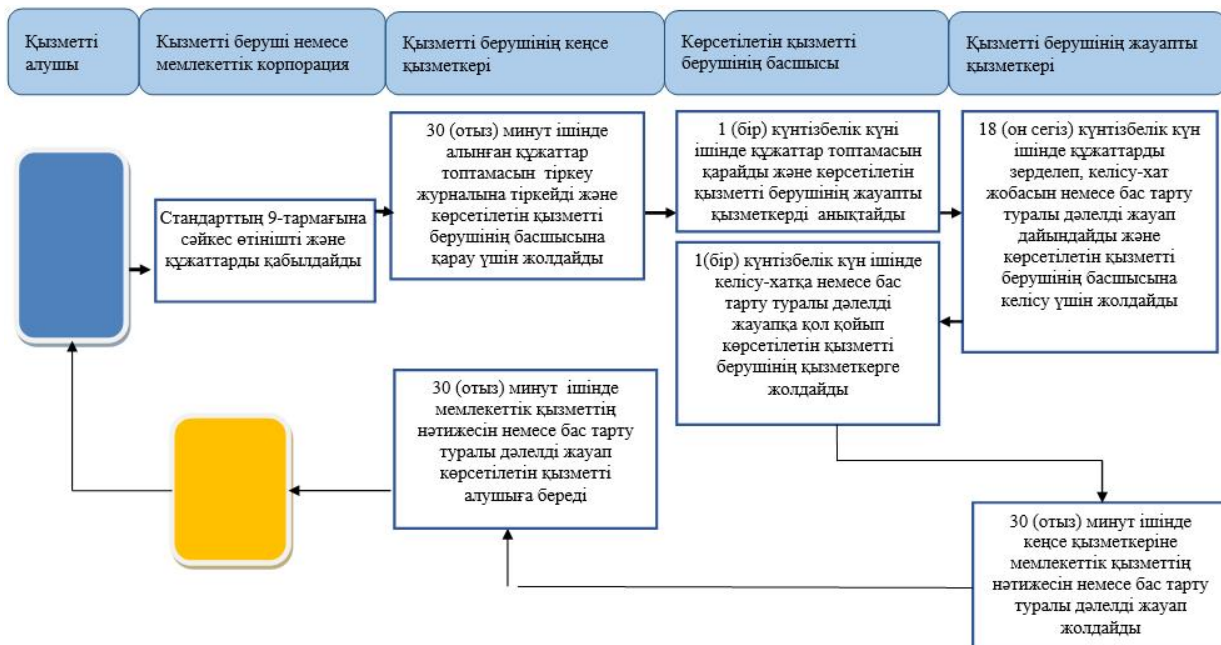 Қызметті
алушы
Кызметті беруші немесе
мемлекеттік корпорация
Қызметті берушінің кеңсе
қызметкері
Көрсетілетін қызметті
берушінің басшысы
Қызметті берушінің жауапты
қызметкері
Стандарттың 9-тармағына
сәйкес өтінішті және
құжаттарды қабылдайды
30 (отыз) минут ішінде
алынған құжаттар
топтамасын тіркеу
журналына тіркейді және
көрсетілетін қызметті
берушінің басшысына
қарау үшін жолдайды
1 (бір) күнтізбелік күні
ішінде құжаттар топтамасын
қарайды және көрсетілетін
қызметті берушінің жауапты
қызметкерді анықтайды
18 (он сегіз) күнтізбелік күн
ішінде құжаттарды
зерделеп, келісу-хат
жобасын немесе бас тарту
туралы дәлелді жауап
дайындайды және
көрсетілетін қызметті
берушінің басшысына
келісу үшін жолдайды
1(бір) күнтізбелік күн ішінде
келісу-хатқа немесе бас
тарту туралы дәлелді
жауапқа қол қойып
көрсетілетін қызметті
берушінің қызметкерге
жолдайды
30 (отыз) минут ішінде
мемлекеттік қызметтің
нәтижесін немесе бас тарту
туралы дәлелді жауап
көрсетілетін қызметті
алушыға береді
30 (отыз) минут ішінде
кеңсе қызметкеріне
мемлекеттік қызметтің
нәтижесін немесе бас тарту
туралы дәлелді жауап
жолдайды